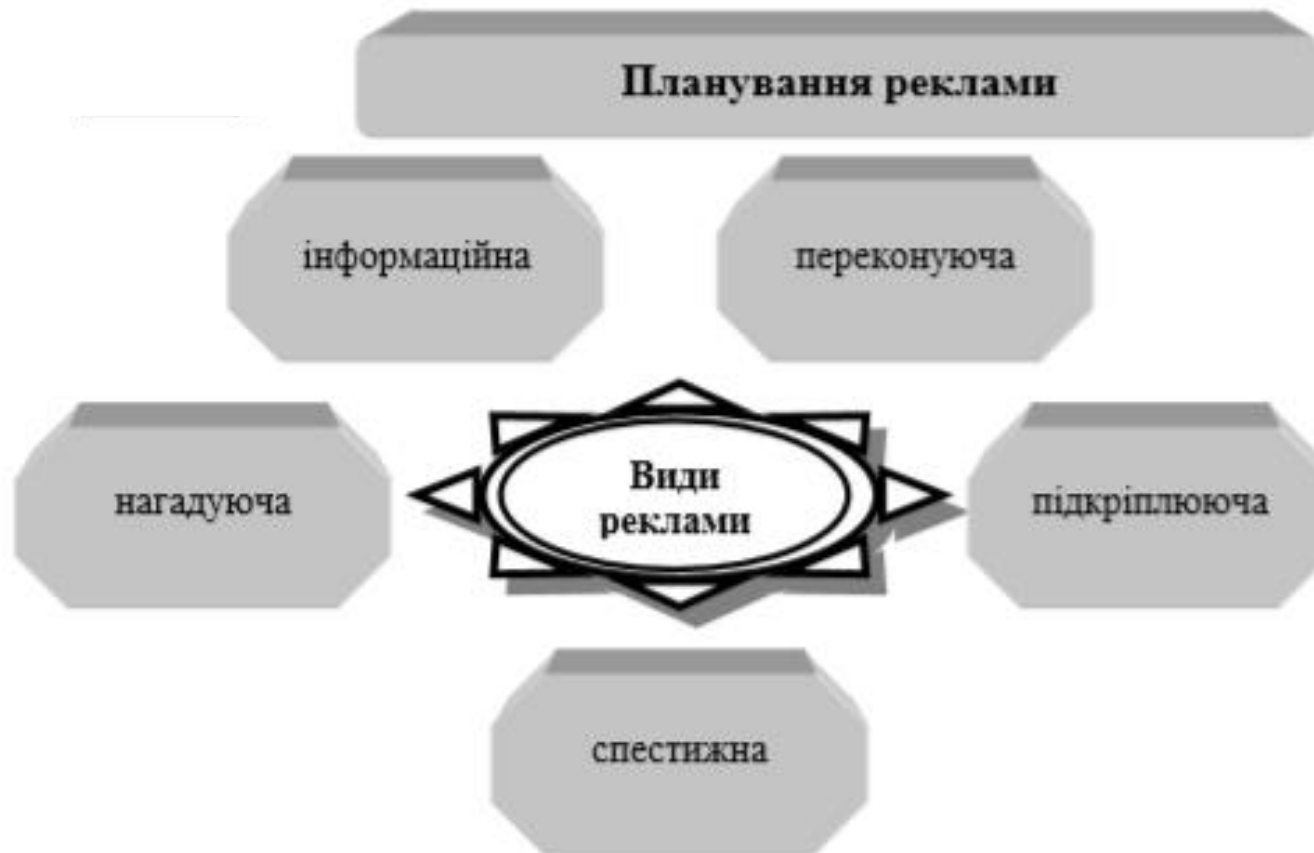 Планування реклами
інформаційна
переконуюча
нагадуюча
Види
реклами
підкріплююча
спестижна